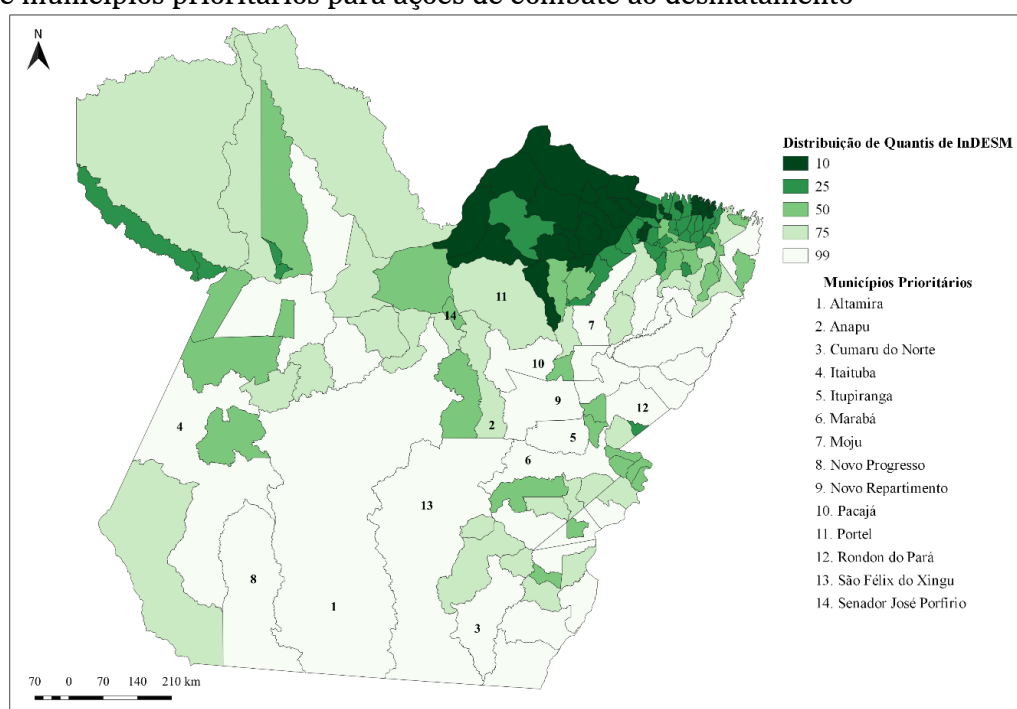 e municípios prioritários para ações de combate ao desmatamento
N
Distribuição de Quantis de lnDESM
10
25
50
75
99
Municípios Prioritários
1. Altamira
2. Anapu
3. Cumaru do Norte
4. Itaituba
5. Itupiranga
6. Marabá
7. Moju
8. Novo Progresso
9. Novo Repartimento
10. Pacajá
11. Portel
12. Rondon do Pará
13. São Félix do Xingu
14. Senador José Porfírio
11
14
7
10
9
12
4
2
5
6
13
8
1
3
70 0 70 140 210 km